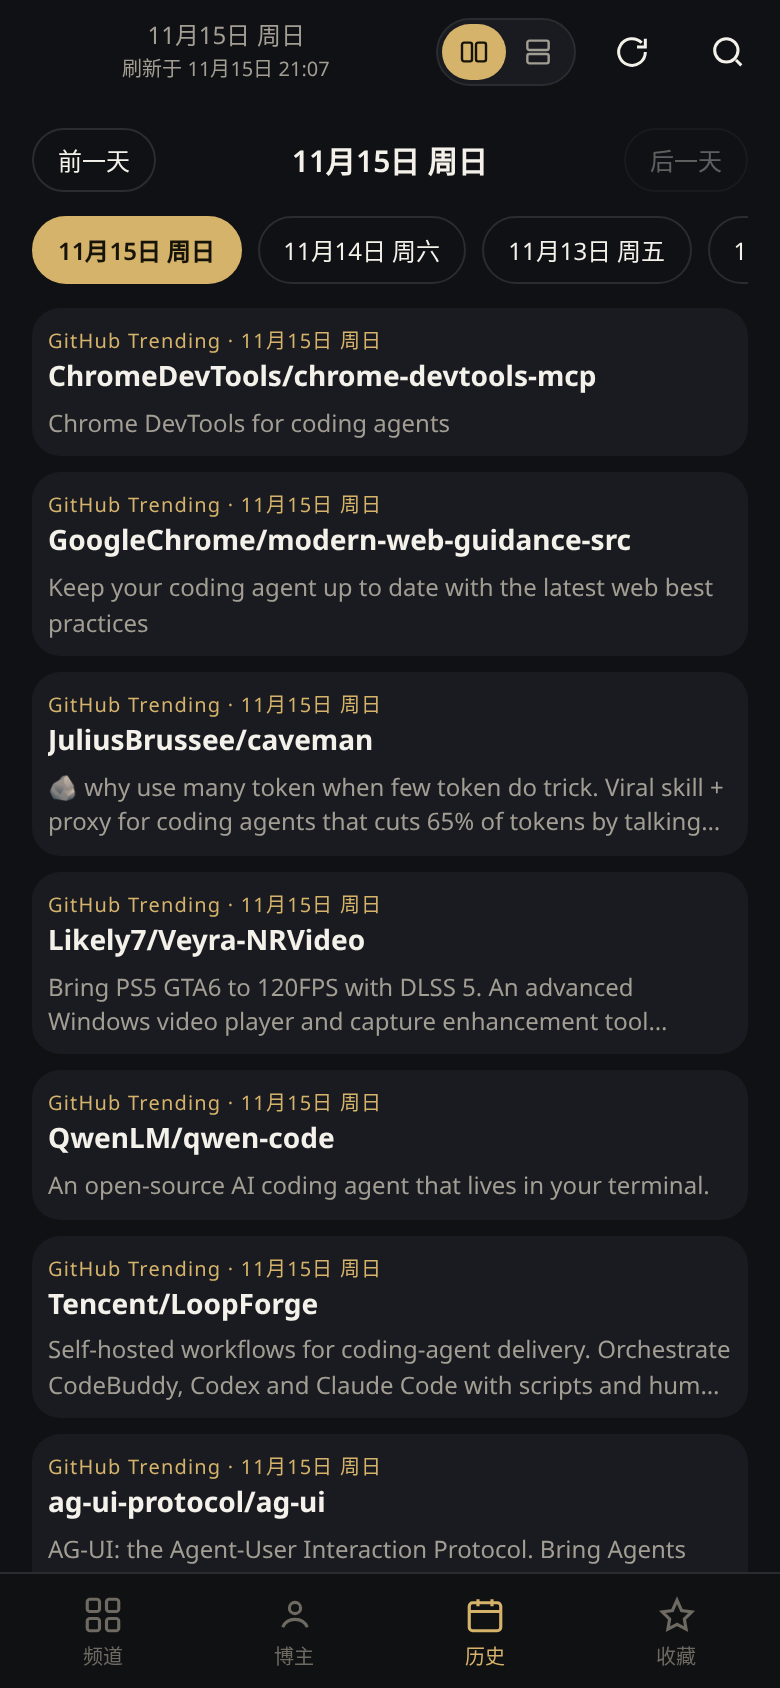 11月15日 周日
刷新于 11月15日 21:07
前一天
11月15日 周日
后一天
11月15日 周日
11月14日 周六
11月13日 周五
1
GitHub Trending · 11月15日 周日
ChromeDevTools/chrome-devtools-mcp
Chrome DevTools for coding agents
GitHub Trending · 11月15日 周日
GoogleChrome/modern-web-guidance-src
Keep your coding agent up to date with the latest web best
practices
GitHub Trending · 11月15日 周日
JuliusBrussee/caveman
🪨 why use many token when few token do trick. Viral skill +
proxy for coding agents that cuts 65% of tokens by talking…
GitHub Trending · 11月15日 周日
Likely7/Veyra-NRVideo
Bring PS5 GTA6 to 120FPS with DLSS 5. An advanced
Windows video player and capture enhancement tool…
GitHub Trending · 11月15日 周日
QwenLM/qwen-code
An open-source AI coding agent that lives in your terminal.
GitHub Trending · 11月15日 周日
Tencent/LoopForge
Self-hosted workflows for coding-agent delivery. Orchestrate
CodeBuddy, Codex and Claude Code with scripts and hum…
GitHub Trending · 11月15日 周日
ag-ui-protocol/ag-ui
AG-UI: the Agent-User Interaction Protocol. Bring Agents
频道
博主
历史
收藏